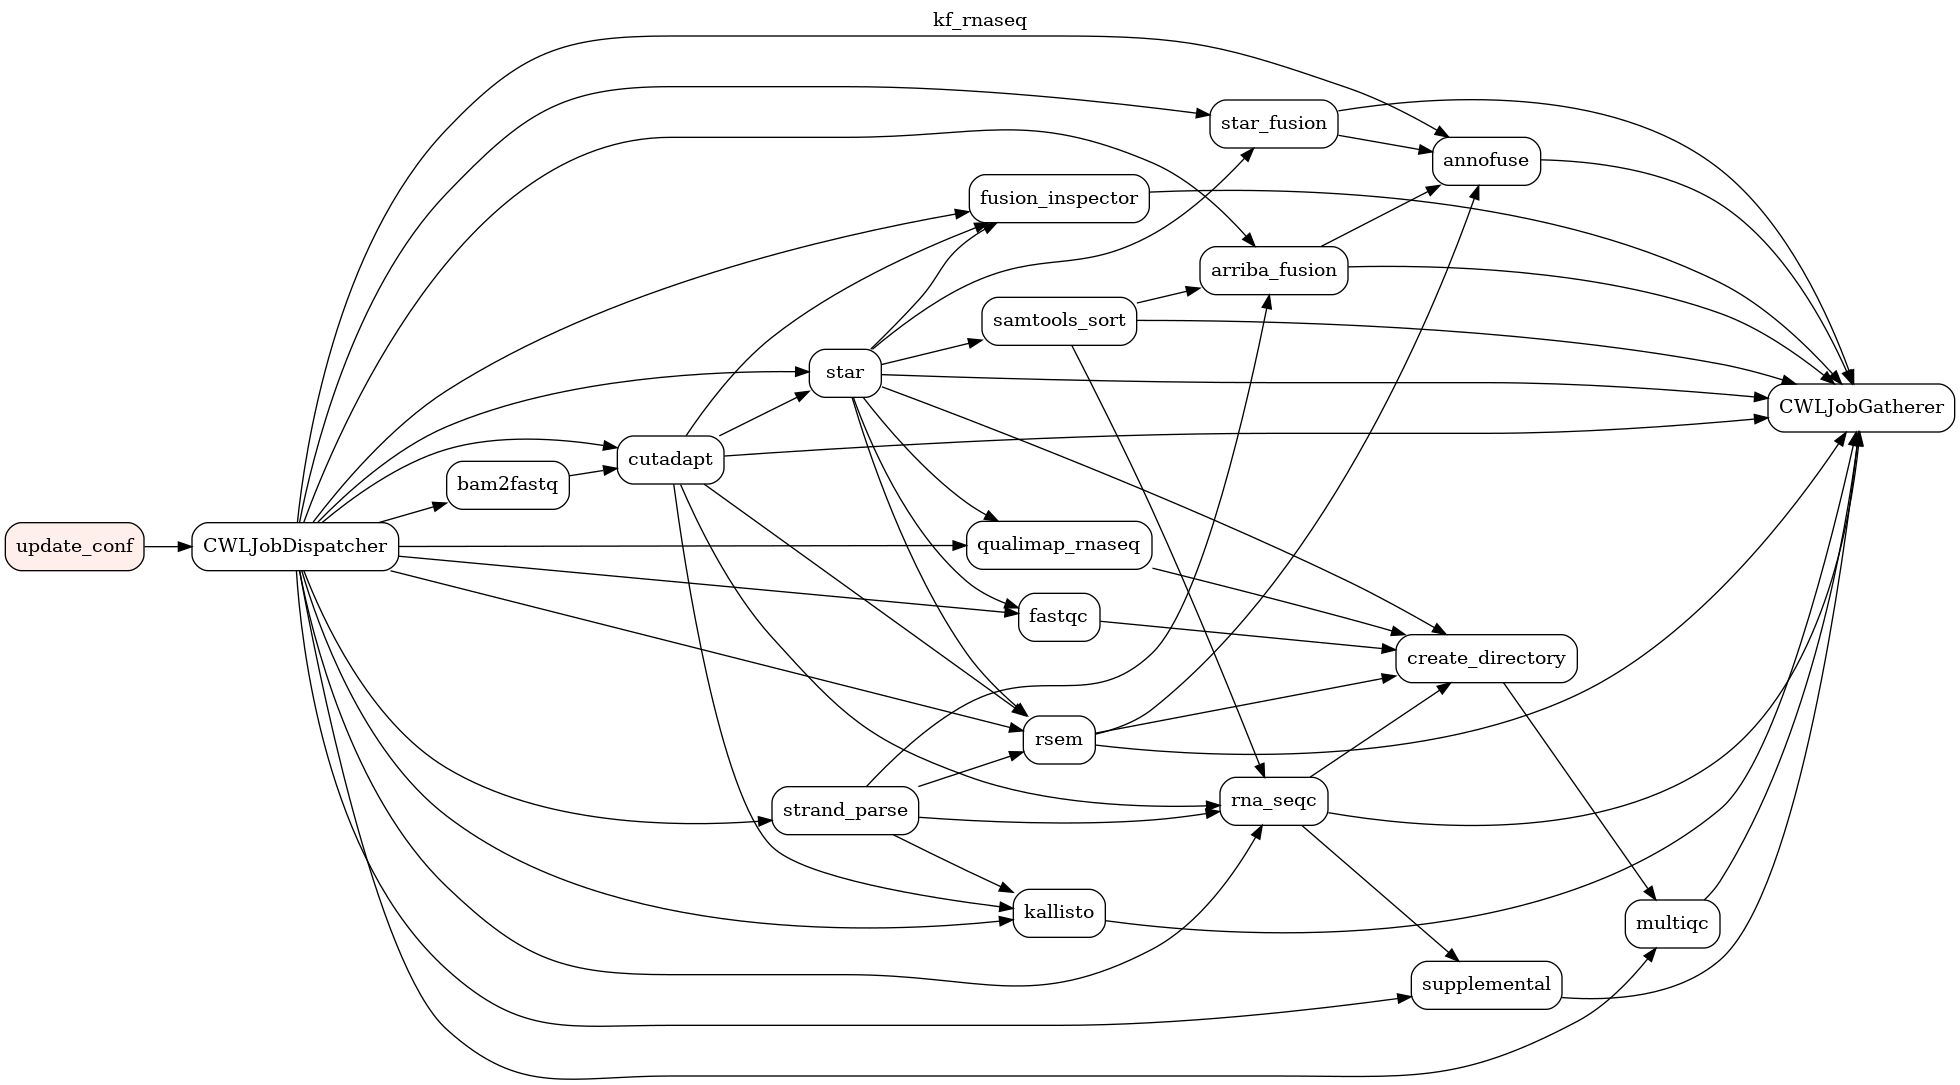 kf_rnaseq
star_fusion
annofuse
fusion_inspector
arriba_fusion
samtools_sort
star
CWLJobGatherer
cutadapt
bam2fastq
update_conf
CWLJobDispatcher
qualimap_rnaseq
fastqc
create_directory
rsem
rna_seqc
strand_parse
kallisto
multiqc
supplemental